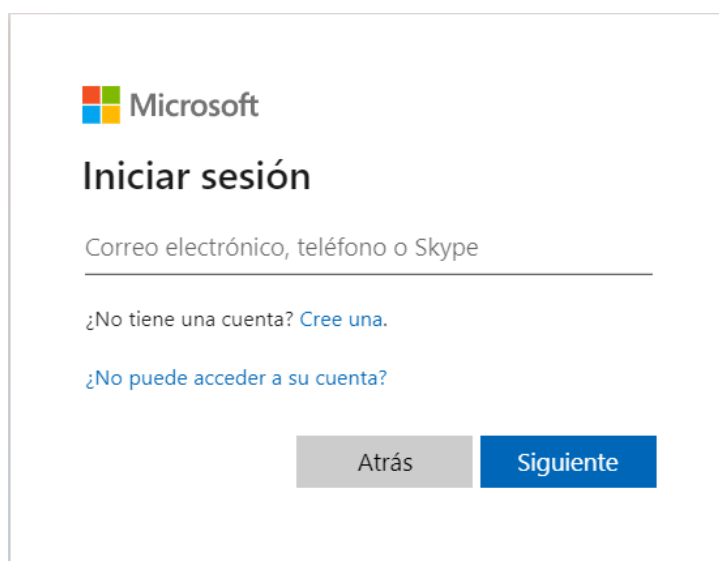 Microsoft
Iniciar sesión
Correo electrónico, teléfono o Skype
¿No tiene una cuenta? Cree una.
¿No puede acceder a su cuenta?
Atrás Siguiente